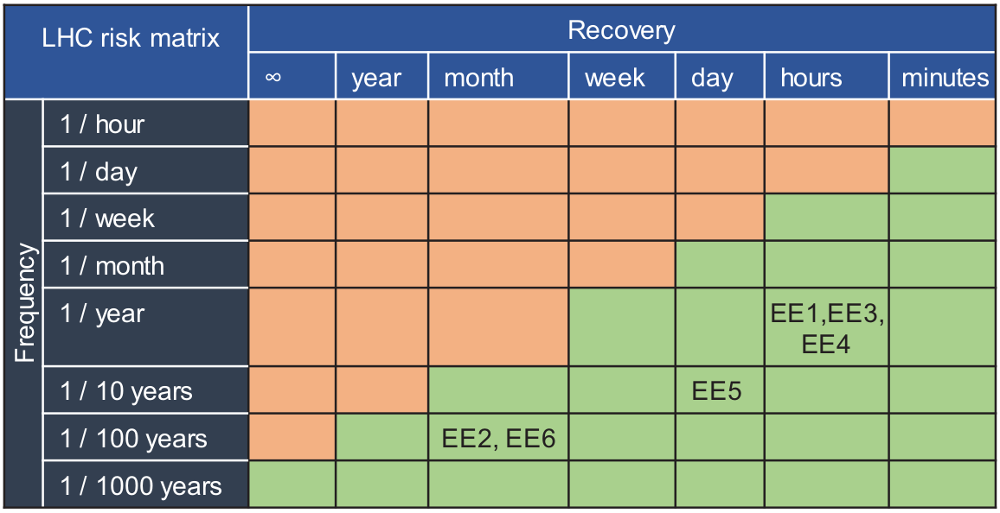 LHC risk matrix
Recovery
∞ year month week day hours minutes
Frequency
1 / hour
1 / day
1 / week
1 / month
1 / year
EE1,EE3,
EE4
1 / 10 years EE5
1 / 100 years EE2, EE6
1 / 1000 years